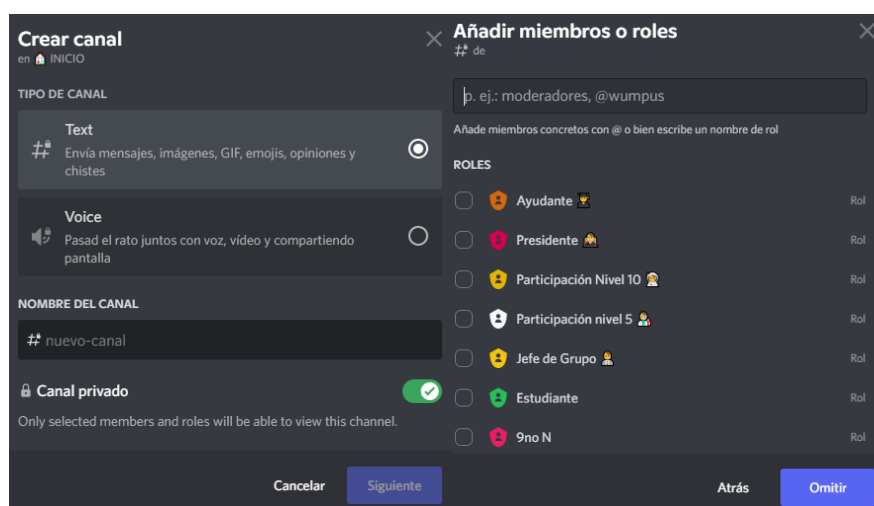 Crear canal
en INICIO
TIPO DE CANAL
Text
Envía mensajes, imágenes, GIF, emojis, opiniones y
chistes
Voice
Pasad el rato juntos con voz, vídeo y compartiendo
pantalla
NOMBRE DEL CANAL
nuevo-canal
Canal privado
Only selected members and roles will be able to view this channel.
Cancelar
Siguiente
Añadir miembros o roles
de
p. ej.: moderadores, @wumpus
Añade miembros concretos con @ o bien escribe un nombre de rol
ROLES
Ayudante Rol
Presidente Rol
Participación Nivel 10 Rol
Participación nivel 5 Rol
Jefe de Grupo Rol
Estudiante Rol
9no N Rol
Atrás
Omitir